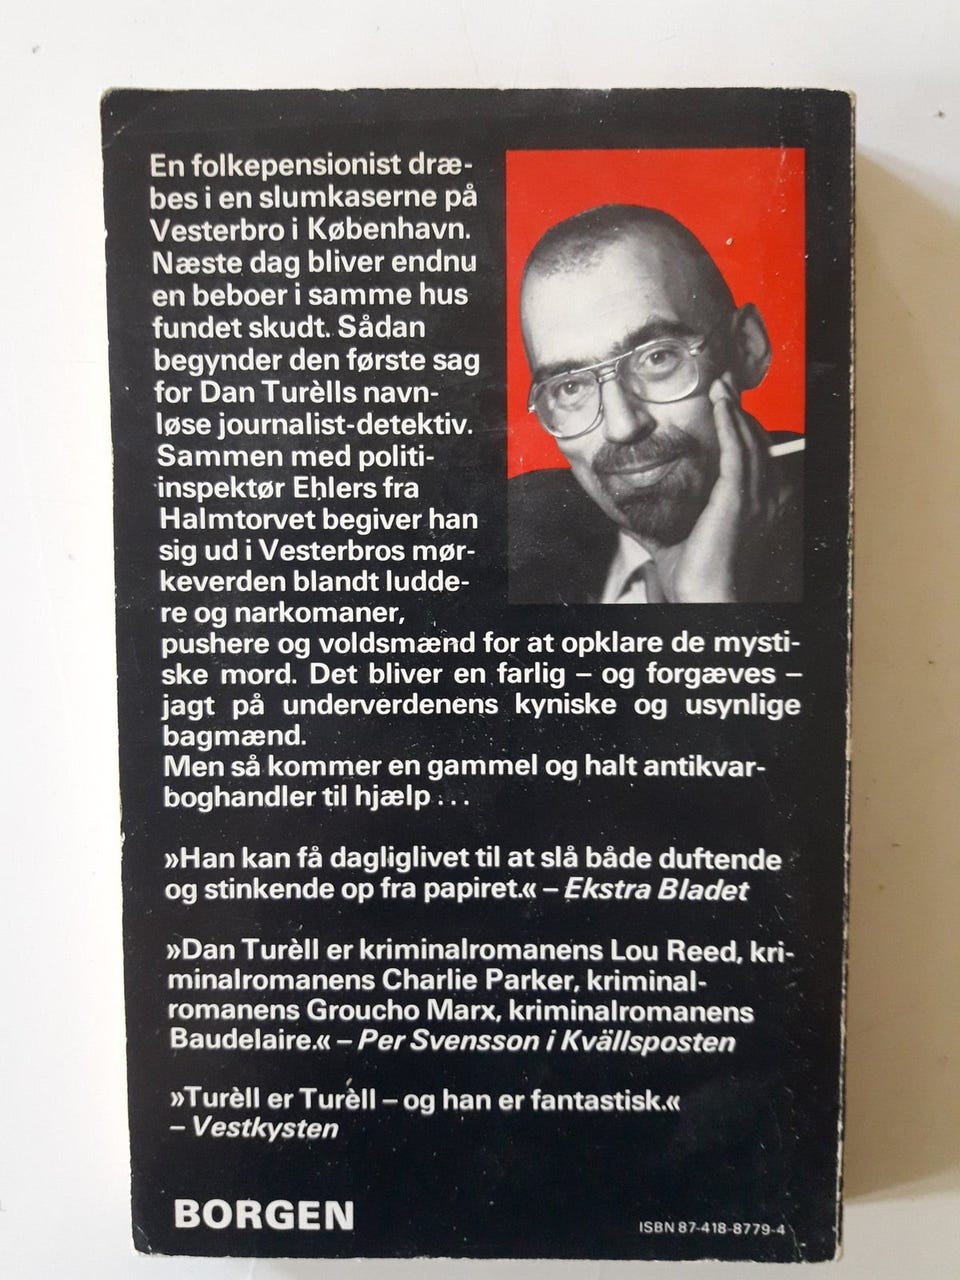 En folkepensionist dræ-
bes i en slumkaserne på
Vesterbro i København.
Næste dag bliver endnu
en beboer i samme hus
fundet skudt. Sådan
begynder den første sag
for Dan Turèlls navn-
løse journalist-detektiv.
Sammen med politi-
inspektør Ehlers fra
Halmtorvet begiver han
sig ud i Vesterbros mør-
keverden blandt ludde-
re og narkomaner,
pushere og voldsmænd for at opklare de mysti-
ske mord. Det bliver en farlig – og forgæves –
jagt på underverdenens kyniske og usynlige
bagmænd.
Men så kommer en gammel og halt antikvar-
boghandler til hjælp ...
»Han kan få dagliglivet til at slå både duftende
og stinkende op fra papiret.« – Ekstra Bladet
»Dan Turèll er kriminalromanens Lou Reed, kri-
minalromanens Charlie Parker, kriminal-
romanens Groucho Marx, kriminalromanens
Baudelaire.« – Per Svensson i Kvällsposten
»Turèll er Turèll – og han er fantastisk.«
– Vestkysten
BORGEN
ISBN 87-418-8779-4